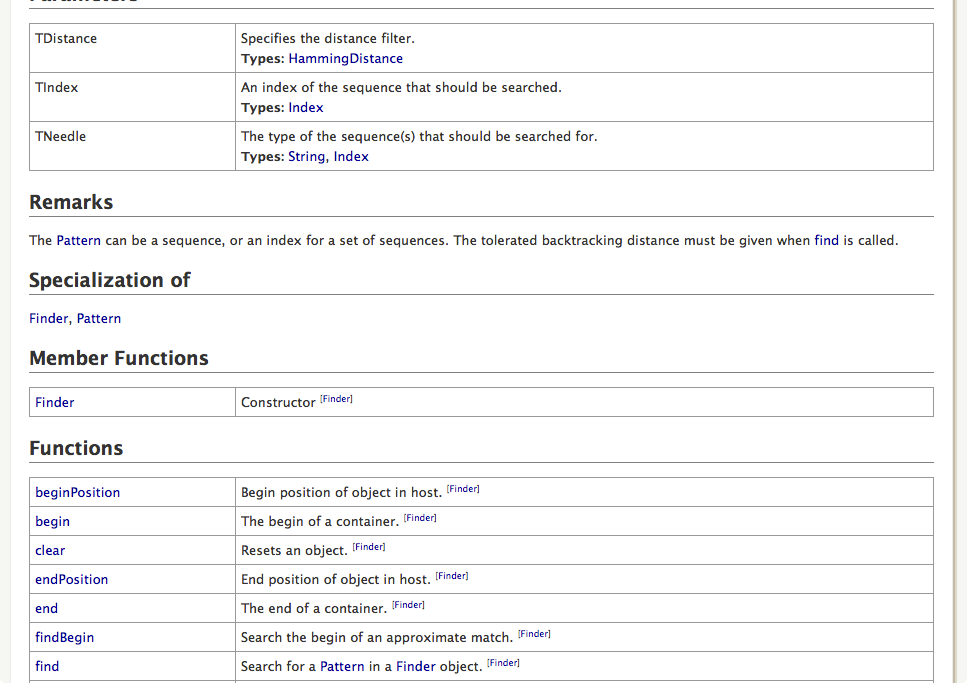 Parameters
TDistance
Specifies the distance filter.
Types: HammingDistance
TIndex
An index of the sequence that should be searched.
Types: Index
TNeedle
The type of the sequence(s) that should be searched for.
Types: String, Index
Remarks
The Pattern can be a sequence, or an index for a set of sequences. The tolerated backtracking distance must be given when find is called.
Specialization of
Finder, Pattern
Member Functions
Finder
Constructor [Finder]
Functions
beginPosition
Begin position of object in host. [Finder]
begin
The begin of a container. [Finder]
clear
Resets an object. [Finder]
endPosition
End position of object in host. [Finder]
end
The end of a container. [Finder]
findBegin
Search the begin of an approximate match. [Finder]
find
Search for a Pattern in a Finder object. [Finder]